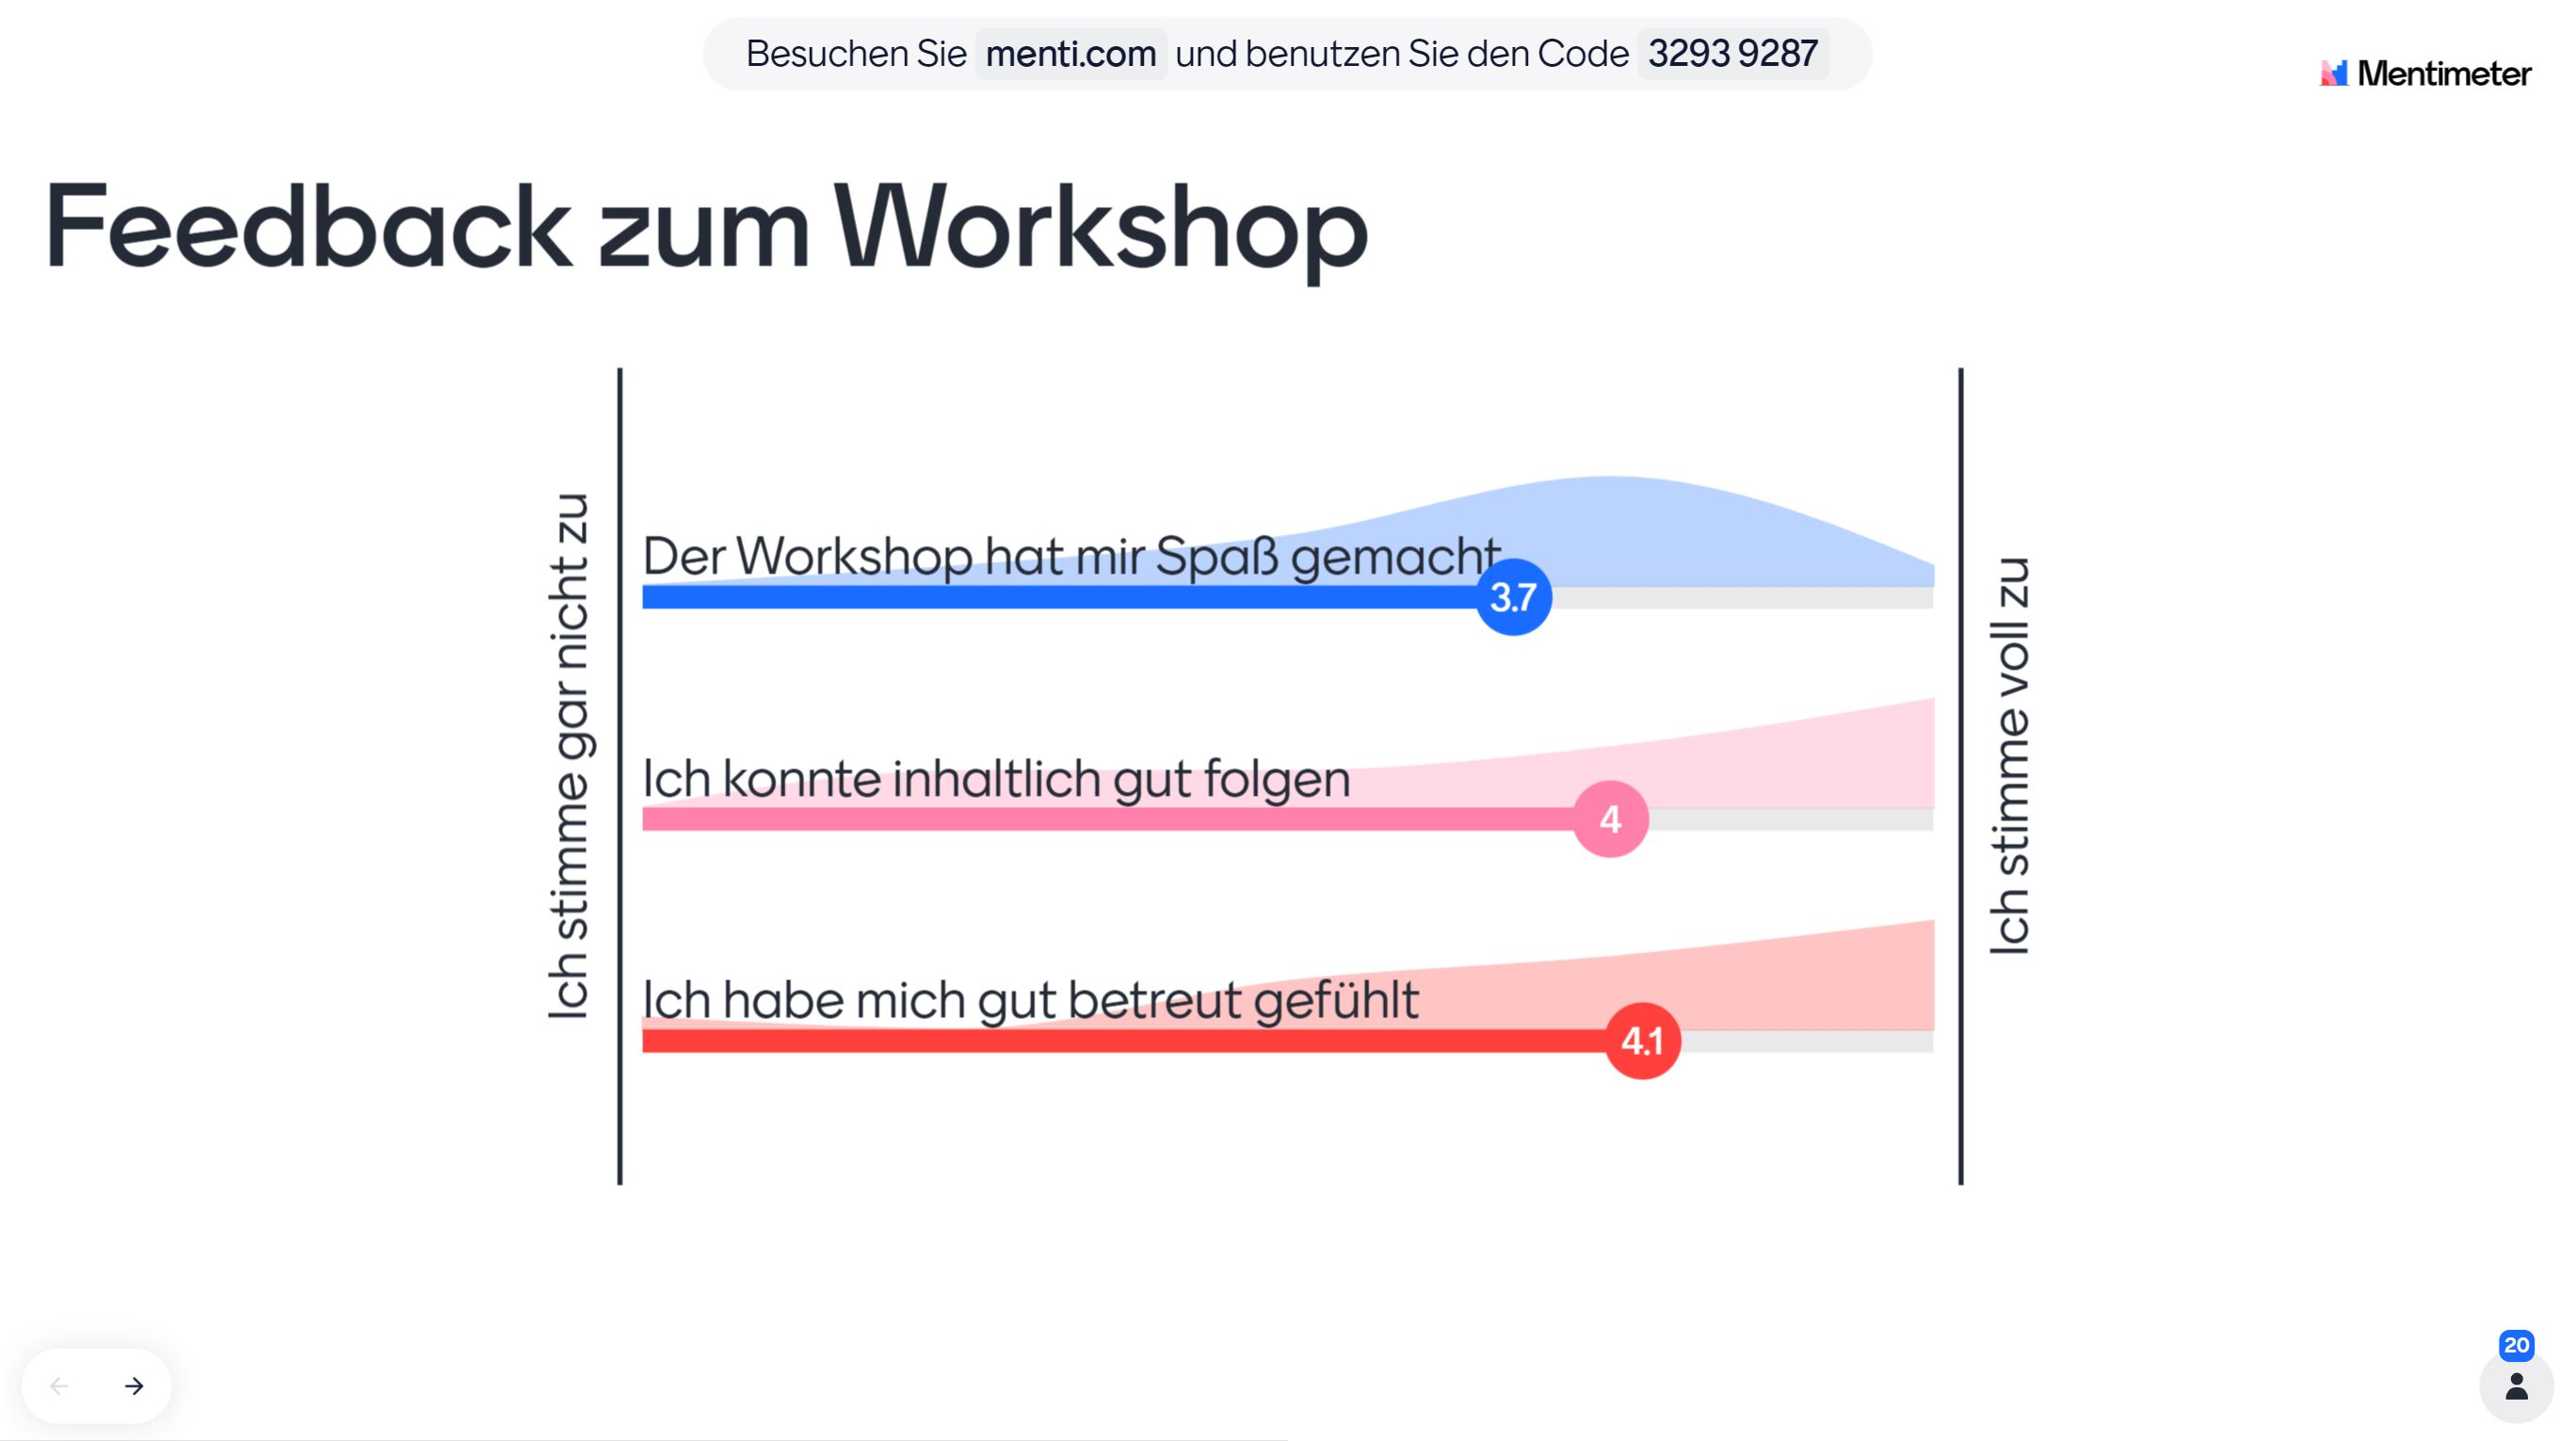 Besuchen Sie menti.com und benutzen Sie den Code 3293 9287
Mentimeter
Feedback zum Workshop
Ich stimme gar nicht zu
Der Workshop hat mir Spaß gemacht
3.7
Ich konnte inhaltlich gut folgen
4
Ich habe mich gut betreut gefühlt
4.1
Ich stimme voll zu
20